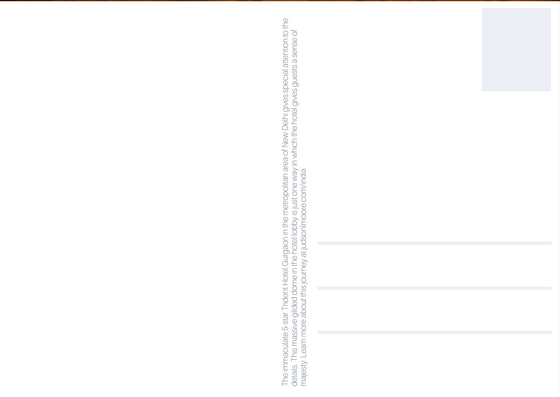 The immaculate 5-star Trident Hotel Gurgaon in the metropolitan area of New Delhi gives special attention to the
details. This massive gilded dome in the hotel lobby is just one way in which the hotel gives guests a sense of
majesty. Learn more about this journey at judsonlmoore.com/india